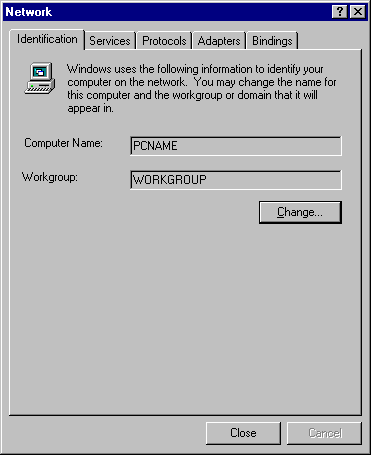 Network
Identification Services Protocols Adapters Bindings
Windows uses the following information to identify your
computer on the network. You may change the name for
this computer and the workgroup or domain that it will
appear in.
Computer Name: PCNAME
Workgroup: WORKGROUP
Change...
Close Cancel